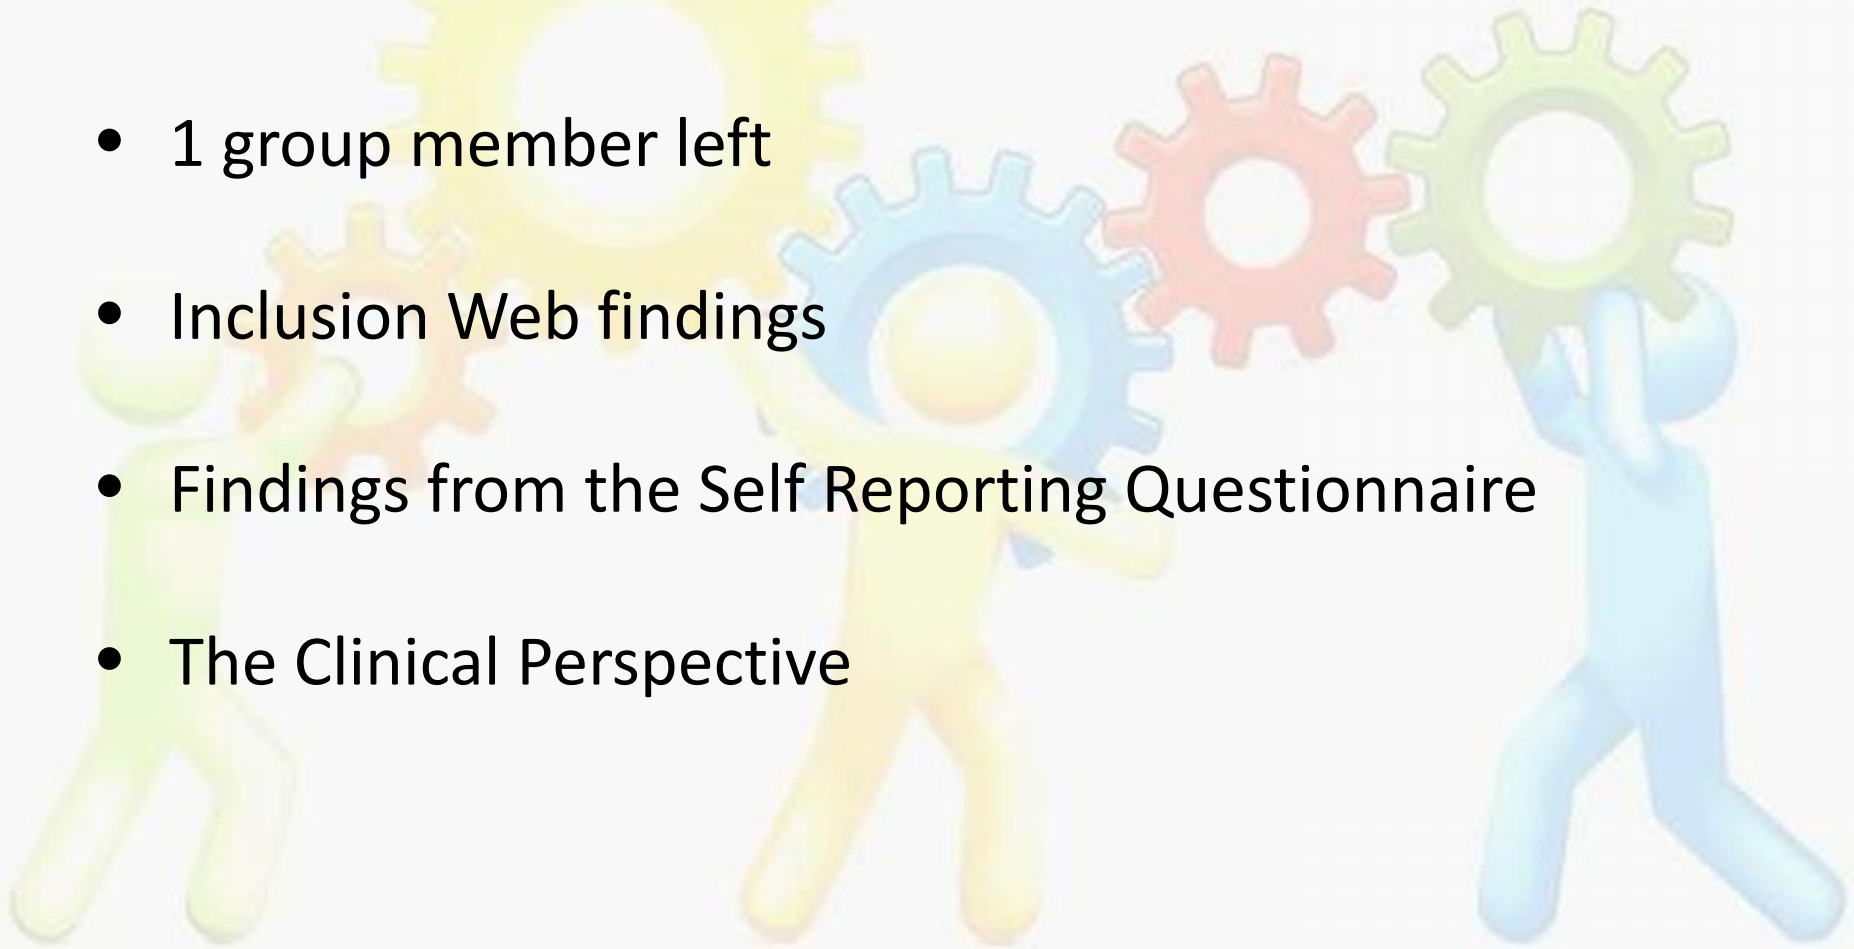 • 1 group member left
• Inclusion Web findings
• Findings from the Self Reporting Questionnaire
• The Clinical Perspective